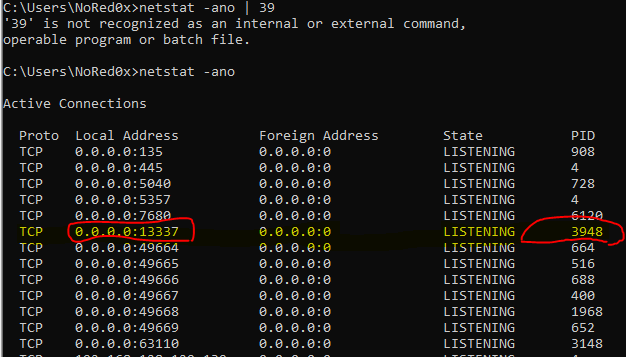 C:\Users\NoRed0x>netstat -ano | 39
'39' is not recognized as an internal or external command,
operable program or batch file.
C:\Users\NoRed0x>netstat -ano
Active Connections
Proto Local Address Foreign Address State PID
TCP 0.0.0.0:135 0.0.0.0:0 LISTENING 908
TCP 0.0.0.0:445 0.0.0.0:0 LISTENING 4
TCP 0.0.0.0:5040 0.0.0.0:0 LISTENING 728
TCP 0.0.0.0:5357 0.0.0.0:0 LISTENING 4
TCP 0.0.0.0:7680 0.0.0.0:0 LISTENING 6120
TCP 0.0.0.0:13337 0.0.0.0:0 LISTENING 3948
TCP 0.0.0.0:49664 0.0.0.0:0 LISTENING 664
TCP 0.0.0.0:49665 0.0.0.0:0 LISTENING 516
TCP 0.0.0.0:49666 0.0.0.0:0 LISTENING 688
TCP 0.0.0.0:49667 0.0.0.0:0 LISTENING 400
TCP 0.0.0.0:49668 0.0.0.0:0 LISTENING 1968
TCP 0.0.0.0:49669 0.0.0.0:0 LISTENING 652
TCP 0.0.0.0:63110 0.0.0.0:0 LISTENING 3148